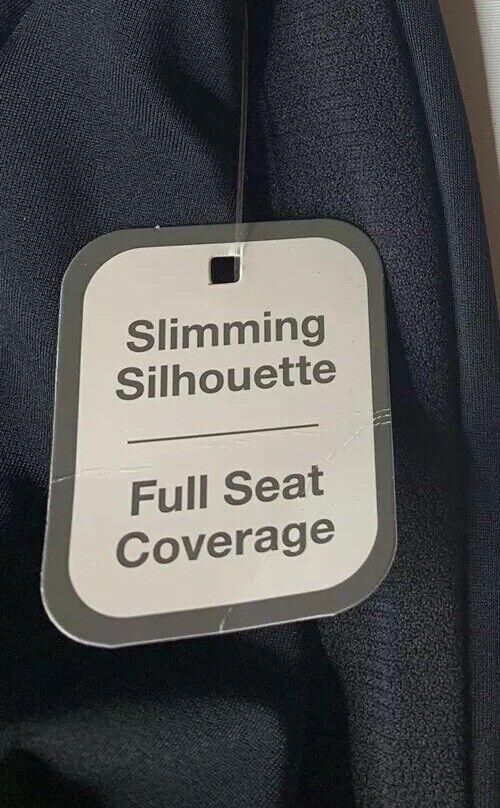 Slimming
Silhouette
Full Seat
Coverage